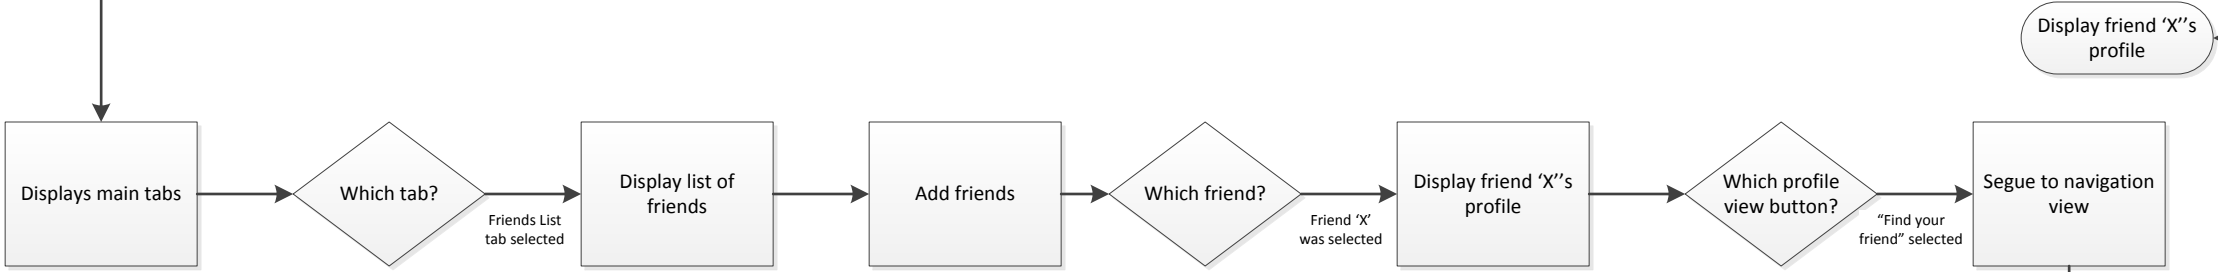 Display friend ‘X’’s
profile
Displays main tabs
Which tab?
Friends List
tab selected
Display list of
friends
Add friends
Which friend?
Friend ‘X’
was selected
Display friend ‘X’’s
profile
Which profile
view button?
“Find your
friend” selected
Segue to navigation
view